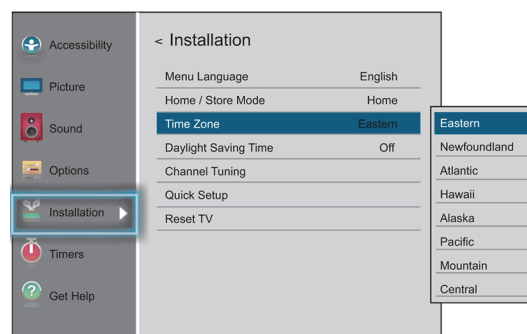 Accessibility
Picture
Sound
Options
Installation
Timers
Get Help
< Installation
Menu Language English
Home / Store Mode Home
Time Zone Eastern
Daylight Saving Time Off
Channel Tuning
Quick Setup
Reset TV
Eastern
Newfoundland
Atlantic
Hawaii
Alaska
Pacific
Mountain
Central